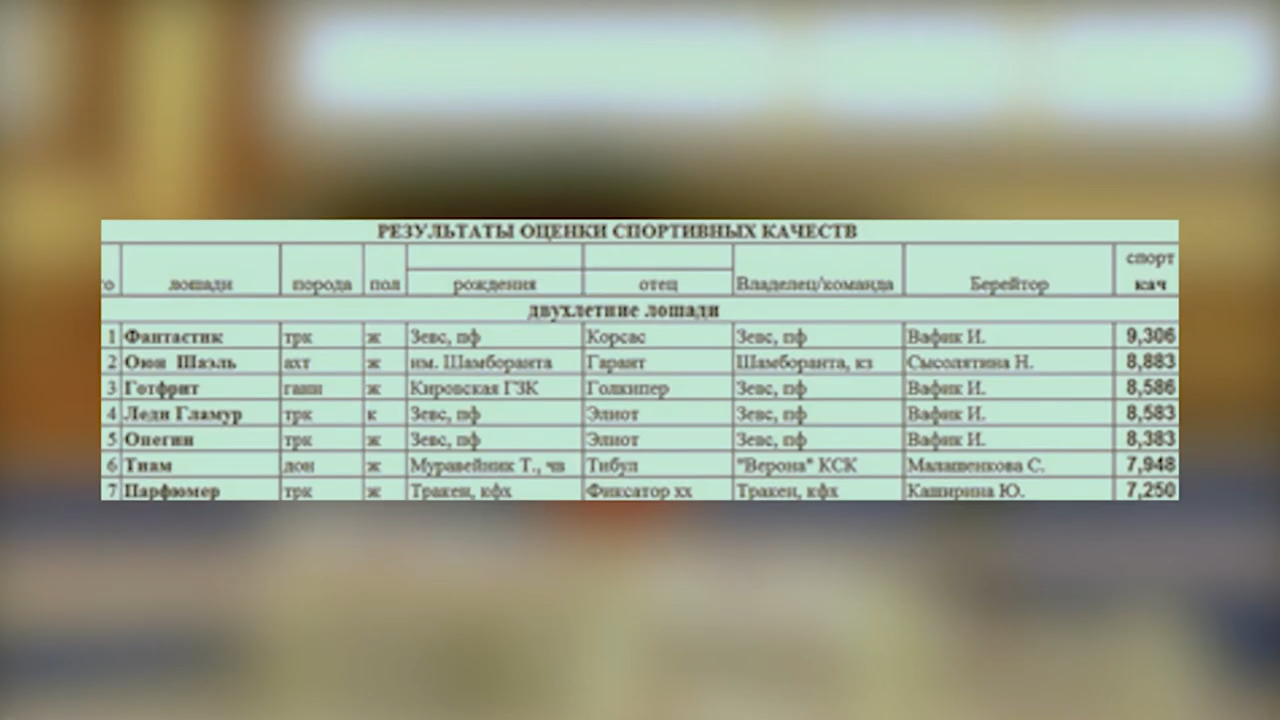 РЕЗУЛЬТАТЫ ОЦЕНКИ СПОРТИВНЫХ КАЧЕСТВ
спорт
о лошади порода пол рождения отец Владелец/команда Берейтор кач
двухлетние лошади
1 Фантастик трк ж Зевс, пф Корсас Зевс, пф Вафик И. 9,306
2 Оюн Шаэль ахт ж им. Шамборанта Гарант Шамборанта, кз Сысолятина Н. 8,883
3 Готфрит ганн ж Кировская ГЗК Голкипер Зевс, пф Вафик И. 8,586
4 Леди Гламур трк к Зевс, пф Элиот Зевс, пф Вафик И. 8,583
5 Онегин трк ж Зевс, пф Элиот Зевс, пф Вафик И. 8,383
6 Тиам дон ж Муравейник Т., чв Тибул "Верона" КСК Малашенкова С. 7,948
7 Парфюмер трк ж Тракен, кфх Фиксатор хх Тракен, кфх Каширина Ю. 7,250